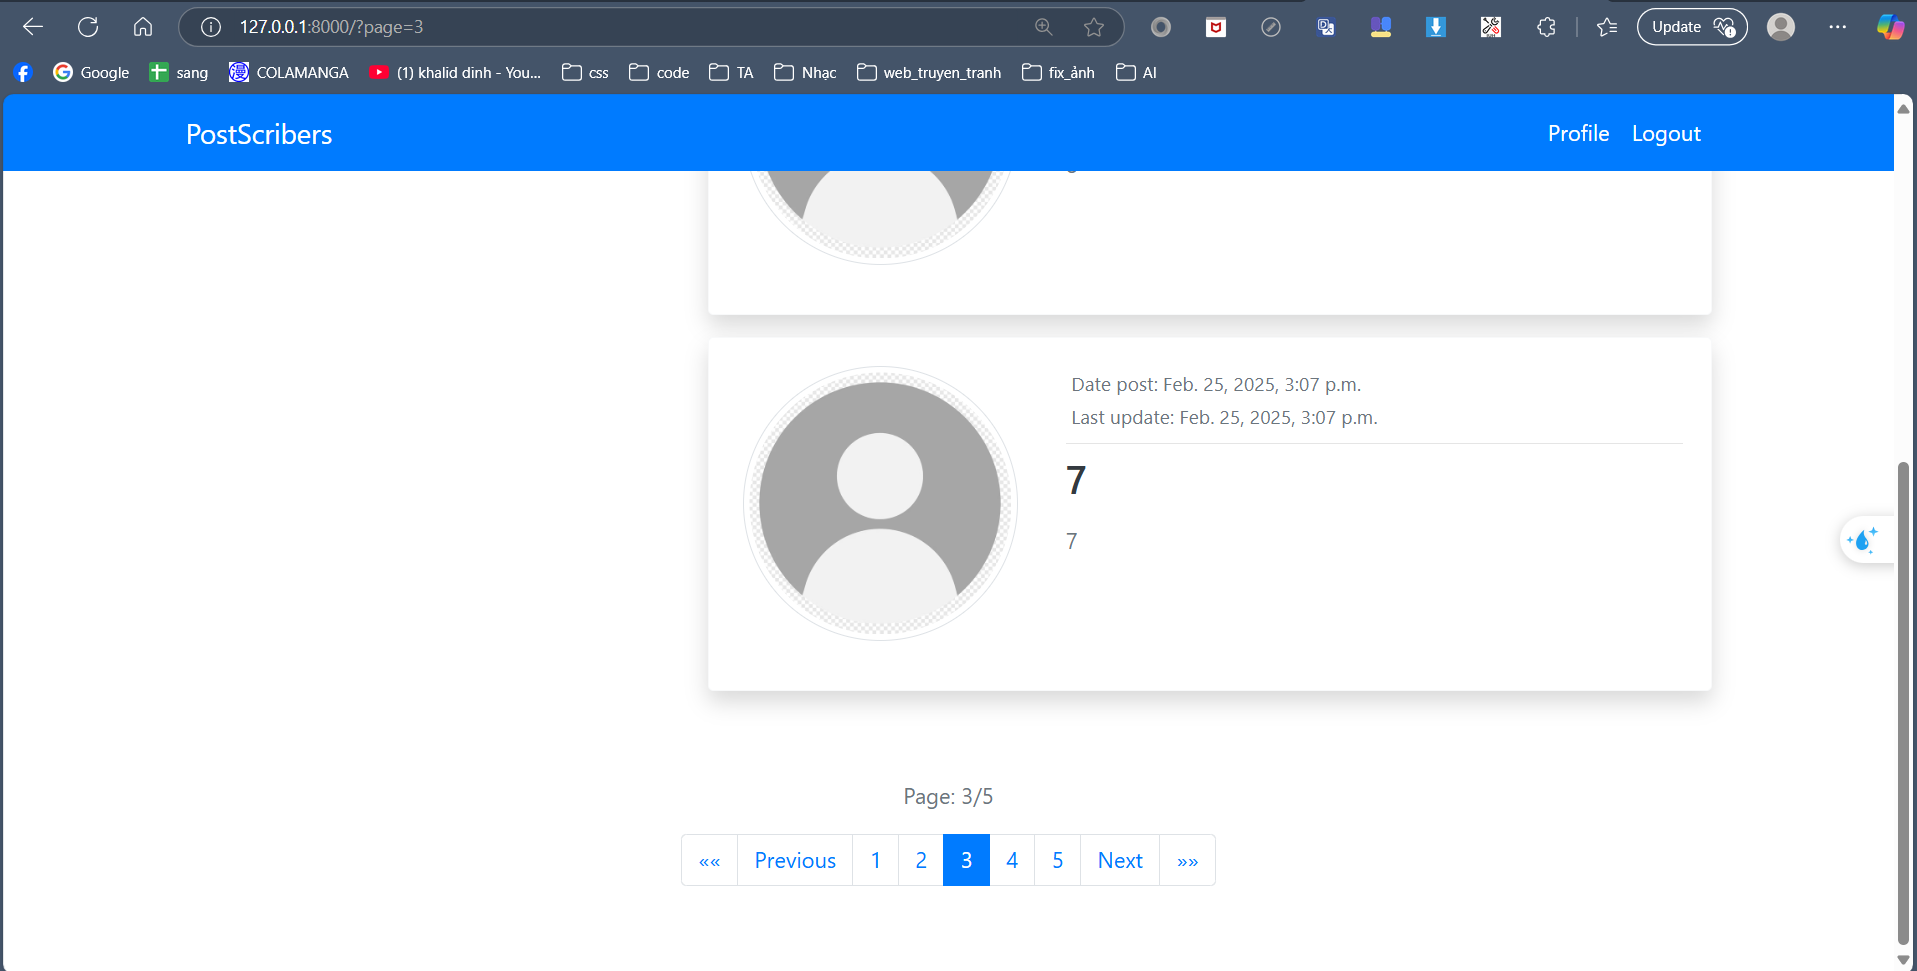 127.0.0.1:8000/?page=3
Update
Google
sang
COLAMANGA
(1) khalid dinh - You...
css
code
TA
Nhạc
web_truyen_tranh
fix_ảnh
AI
PostScribers
Profile
Logout
Date post: Feb. 25, 2025, 3:07 p.m.
Last update: Feb. 25, 2025, 3:07 p.m.
7
7
Page: 3/5
«« Previous 1 2 3 4 5 Next »»